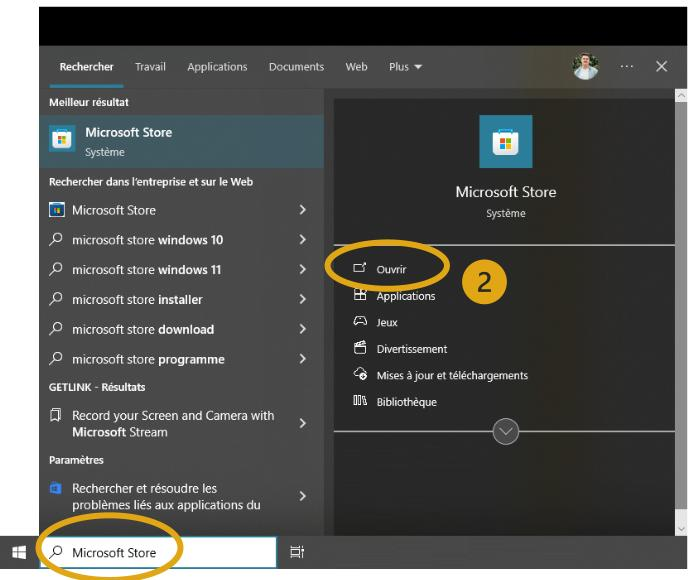 Rechercher Travail Applications Documents Web Plus
Meilleur résultat
Microsoft Store
Système
Rechercher dans l'entreprise et sur le Web
Microsoft Store
microsoft store windows 10
microsoft store windows 11
microsoft store installer
microsoft store download
microsoft store programme
GETLINK - Résultats
Record your Screen and Camera with
Microsoft Stream
Paramètres
Rechercher et résoudre les
problèmes liés aux applications du
Microsoft Store
Système
Ouvrir
2
Applications
Jeux
Divertissement
Mises à jour et téléchargements
Bibliothèque
Microsoft Store